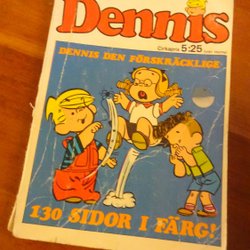 Dennis
Cirkapris 5:25
DENNIS DEN FÖRSKRÄCKLIGE
130 SIDOR I FÄRG!